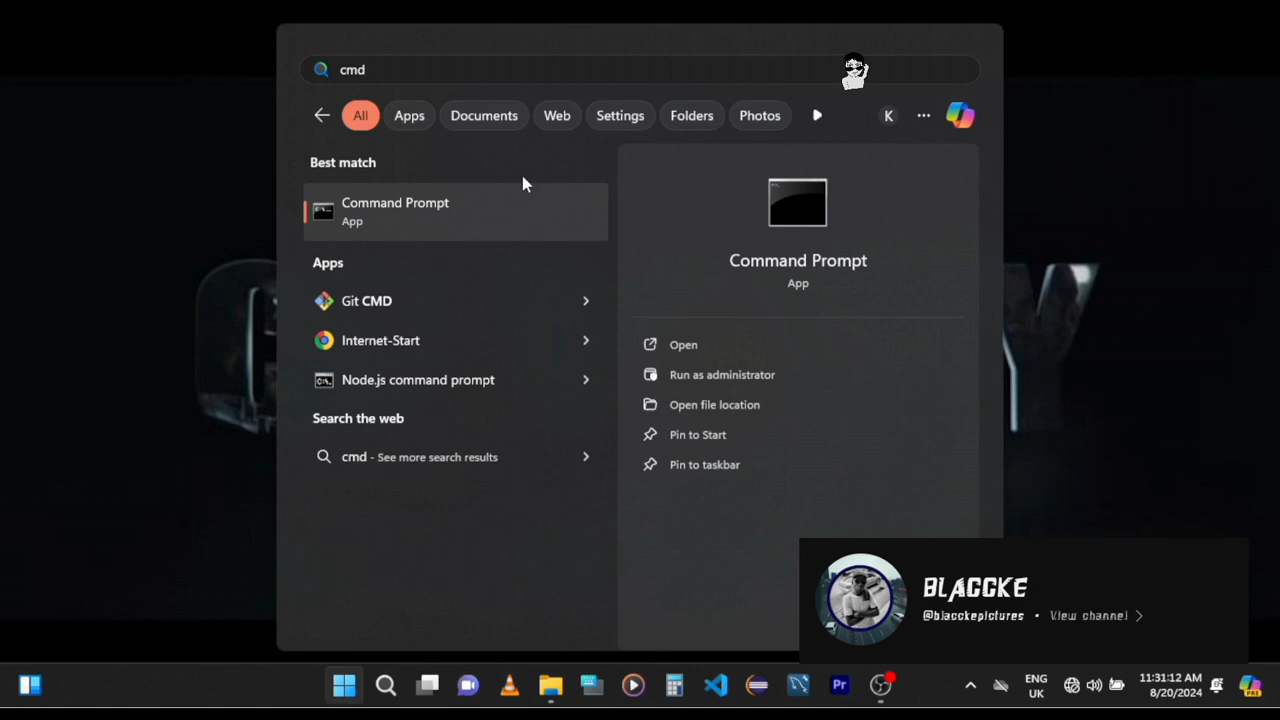 cmd
All
Apps
Documents
Web
Settings
Folders
Photos
K
Best match
Command Prompt
App
Apps
Git CMD
Internet-Start
Node.js command prompt
Search the web
cmd - See more search results
Command Prompt
App
Open
Run as administrator
Open file location
Pin to Start
Pin to taskbar
BLACCKE
@blacckepictures • View channel
Pr
ENG
UK
11:31:12 AM
8/20/2024
PRE